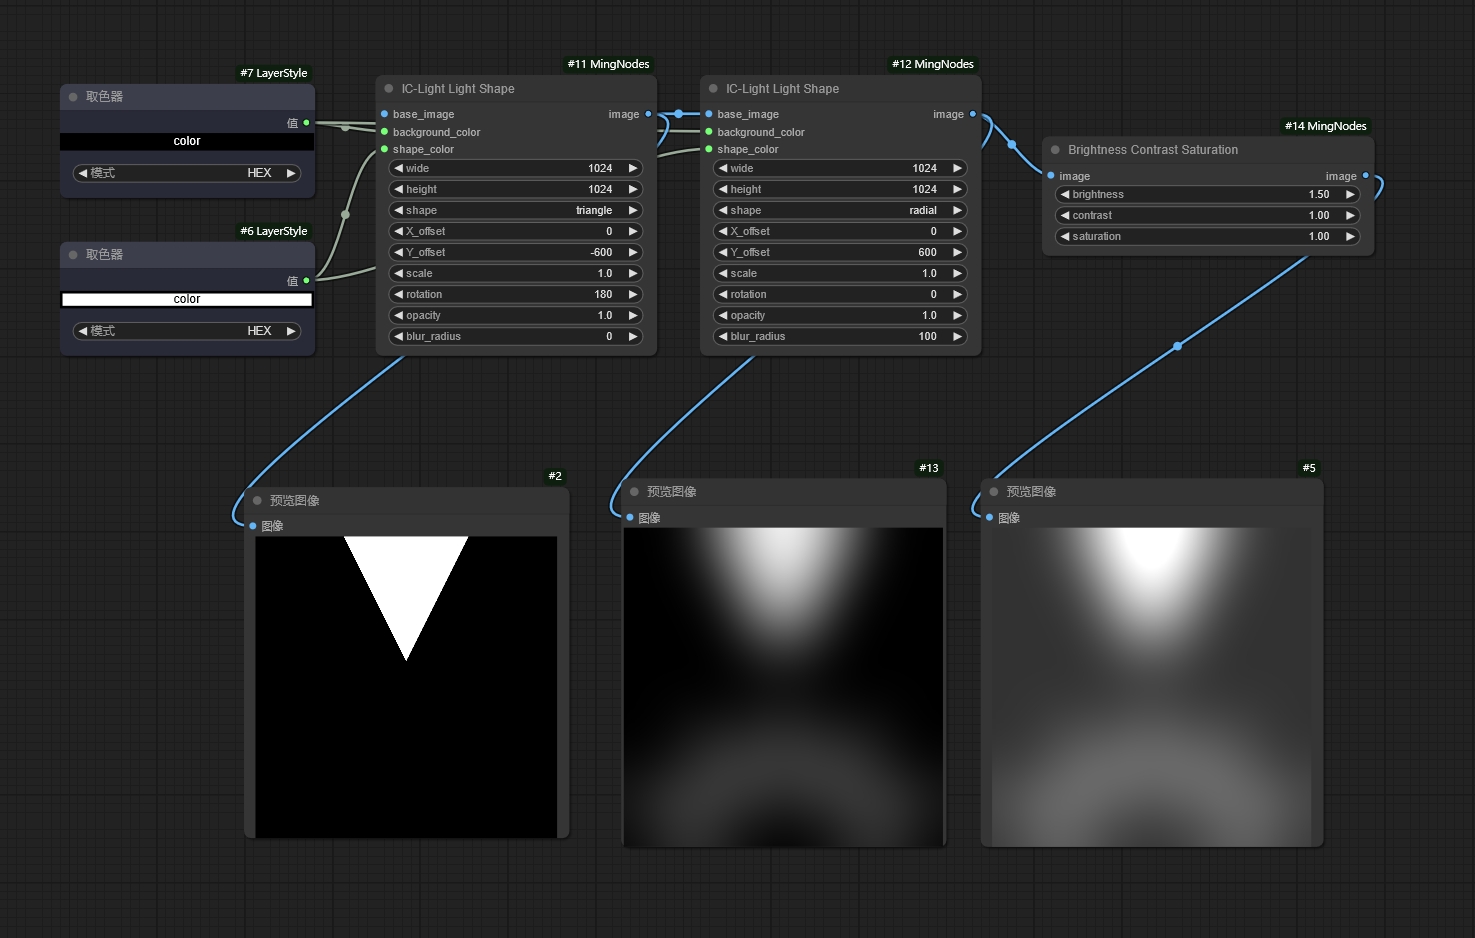 #7 LayerStyle
取色器
值
color
模式 HEX
#6 LayerStyle
取色器
值
color
模式 HEX
#11 MingNodes
IC-Light Light Shape
base_image image
background_color
shape_color
wide 1024
height 1024
shape triangle
X_offset 0
Y_offset -600
scale 1.0
rotation 180
opacity 1.0
blur_radius 0
#12 MingNodes
IC-Light Light Shape
base_image image
background_color
shape_color
wide 1024
height 1024
shape radial
X_offset 0
Y_offset 600
scale 1.0
rotation 0
opacity 1.0
blur_radius 100
#14 MingNodes
Brightness Contrast Saturation
image image
brightness 1.50
contrast 1.00
saturation 1.00
#2
预览图像
图像
#13
预览图像
图像
#5
预览图像
图像